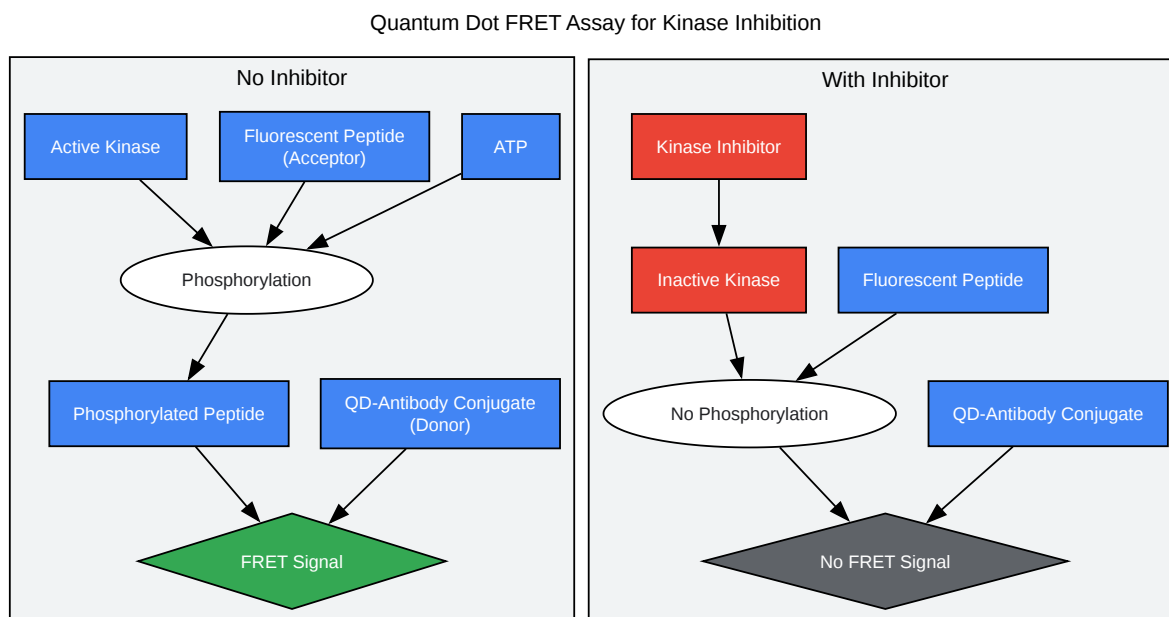 Quantum Dot FRET Assay for Kinase Inhibition
No Inhibitor
Active Kinase
Fluorescent Peptide
(Acceptor)
ATP
Phosphorylation
Phosphorylated Peptide
QD-Antibody Conjugate
(Donor)
FRET Signal
With Inhibitor
Kinase Inhibitor
Inactive Kinase
Fluorescent Peptide
No Phosphorylation
QD-Antibody Conjugate
No FRET Signal